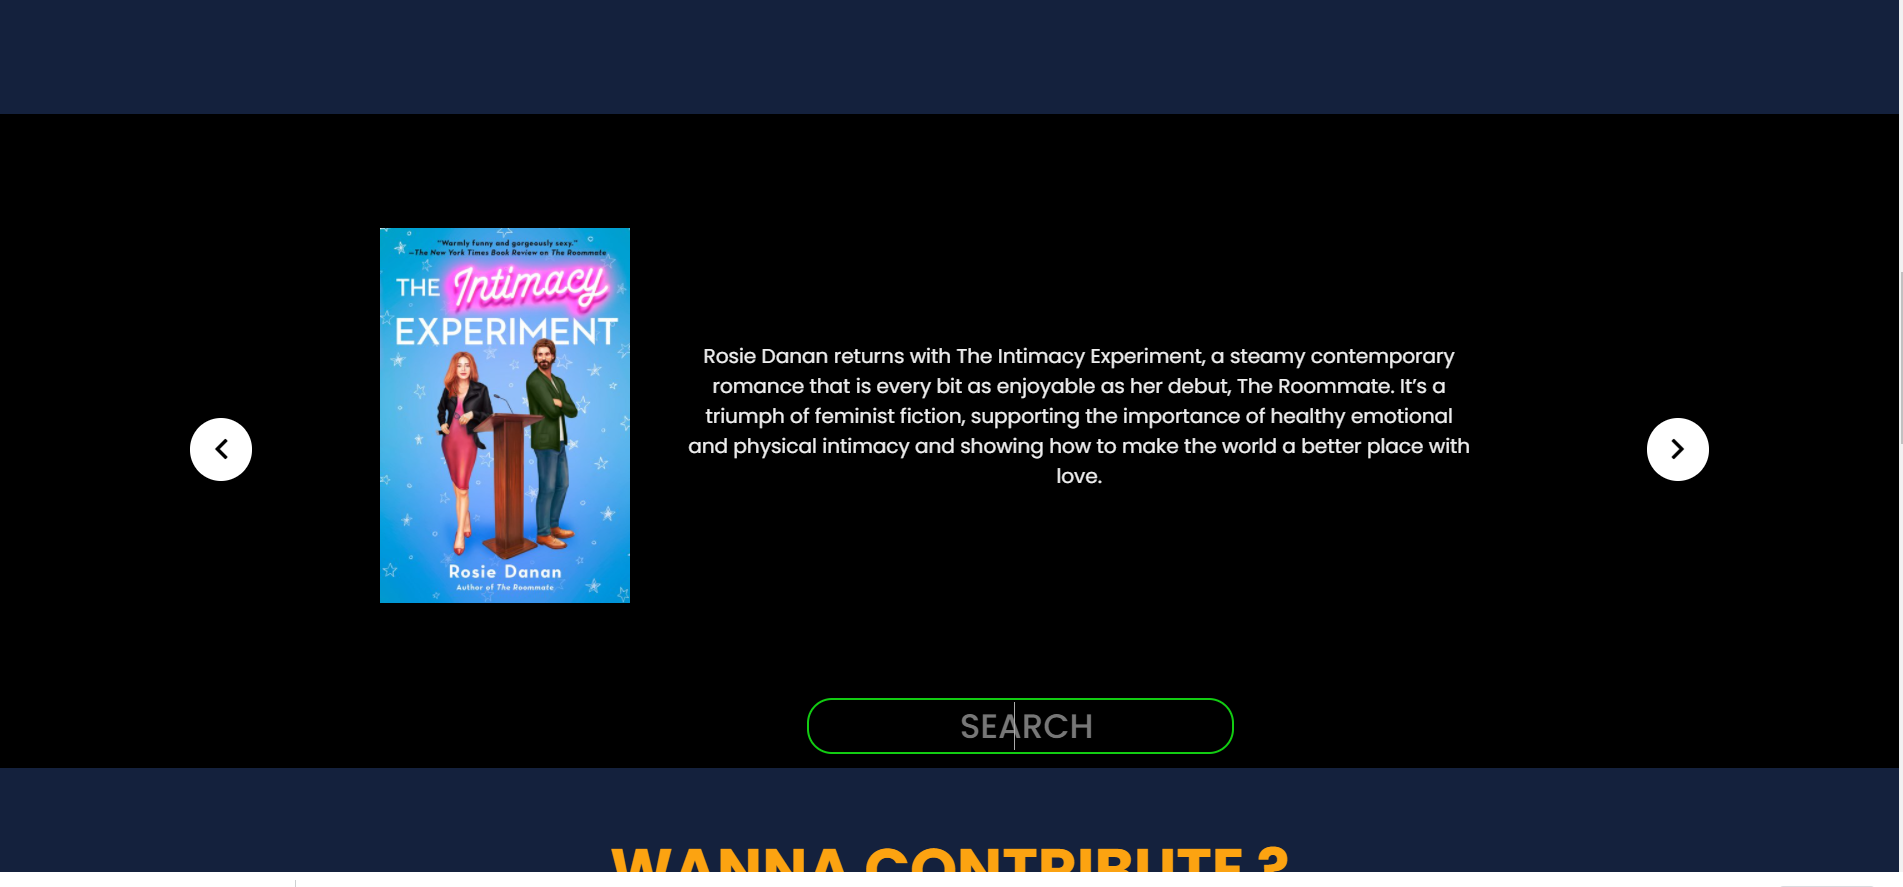 "Warmly funny and gorgeously sexy."
—The New York Times Book Review on The Roommate
THE Intimacy
EXPERIMENT
Rosie Danan
Author of The Roommate
Rosie Danan returns with The Intimacy Experiment, a steamy contemporary
romance that is every bit as enjoyable as her debut, The Roommate. It’s a
triumph of feminist fiction, supporting the importance of healthy emotional
and physical intimacy and showing how to make the world a better place with
love.
SEARCH
WANNA CONTRIBUTE ?